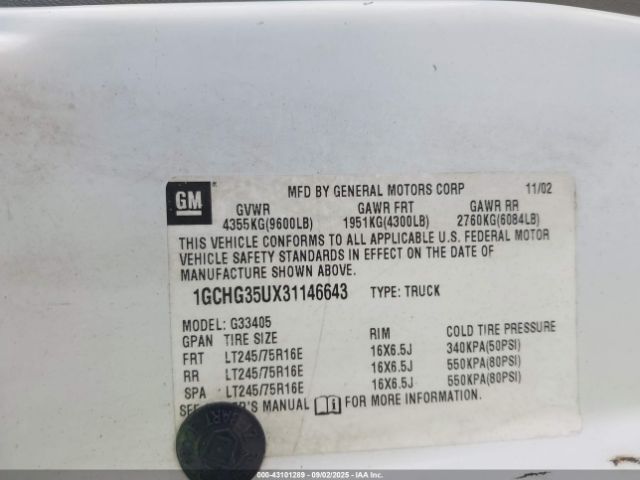 GM
MFD BY GENERAL MOTORS CORP 11/02
GVWR GAWR FRT GAWR RR
4355KG(9600LB) 1951KG(4300LB) 2760KG(6084LB)
THIS VEHICLE CONFORMS TO ALL APPLICABLE U.S. FEDERAL MOTOR
VEHICLE SAFETY STANDARDS IN EFFECT ON THE DATE OF
MANUFACTURE SHOWN ABOVE.
1GCHG35UX31146643 TYPE: TRUCK
MODEL: G33405
GPAN TIRE SIZE RIM COLD TIRE PRESSURE
FRT LT245/75R16E 16X6.5J 340KPA(50PSI)
RR LT245/75R16E 16X6.5J 550KPA(80PSI)
SPA LT245/75R16E 16X6.5J 550KPA(80PSI)
SEE 'S MANUAL FOR MORE INFORMATION
000-43101289 - 09/02/2025 - IAAI.COM